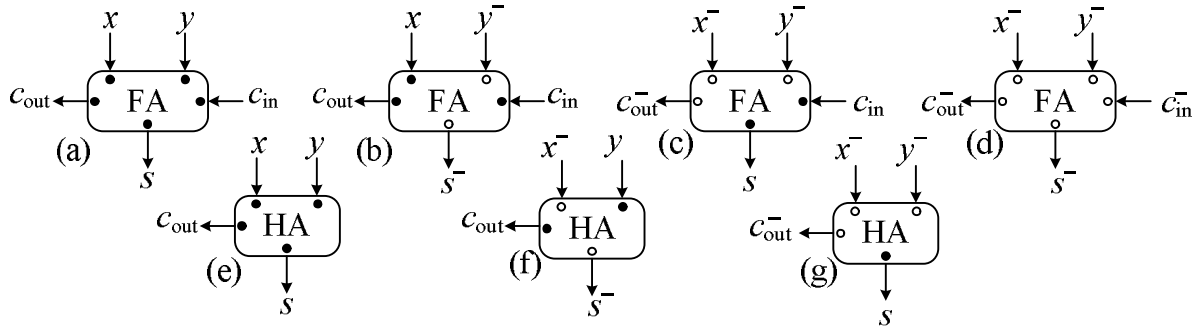 x y x y⁻ x⁻ y⁻ x⁻ y⁻
c_out FA c_in c_out FA c_in c⁻_out FA c_in c⁻_out FA c⁻_in
(a) (b) (c) (d)
s s⁻ s s⁻
x y x⁻ y x⁻ y⁻
c_out HA c_out HA c⁻_out HA
(e) (f) (g)
s s⁻ s